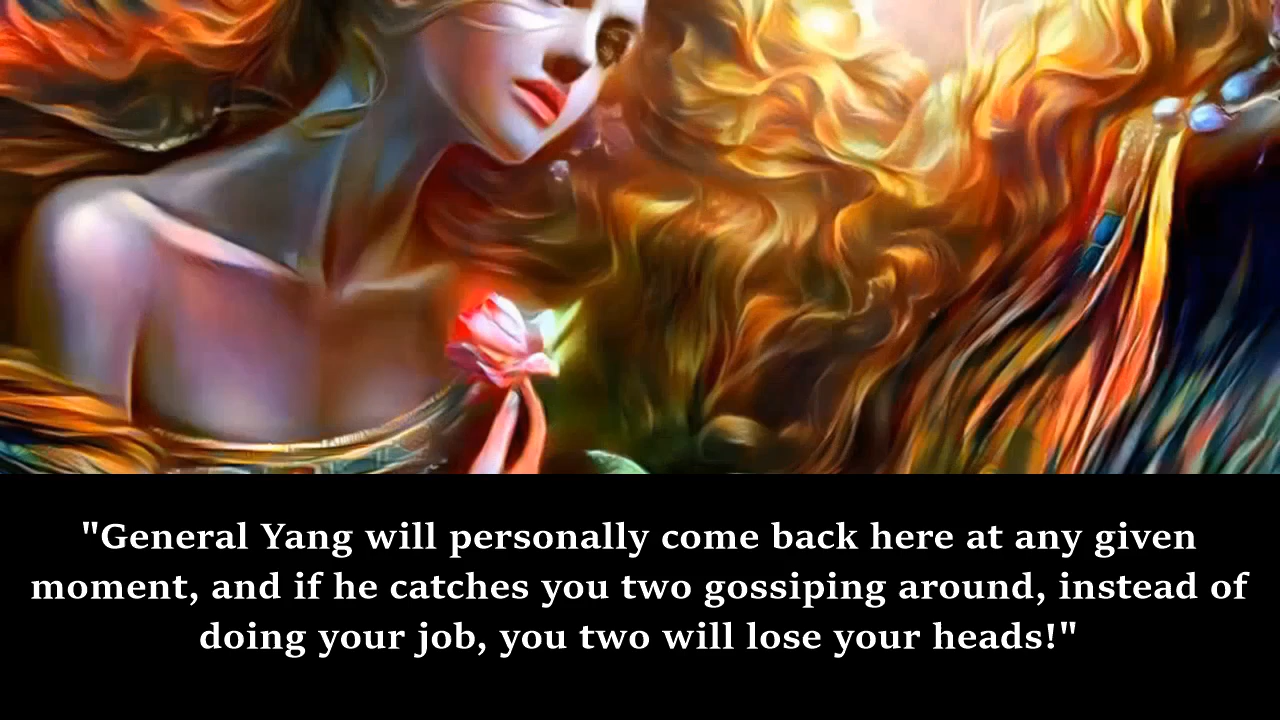 "General Yang will personally come back here at any given
moment, and if he catches you two gossiping around, instead of
doing your job, you two will lose your heads!"